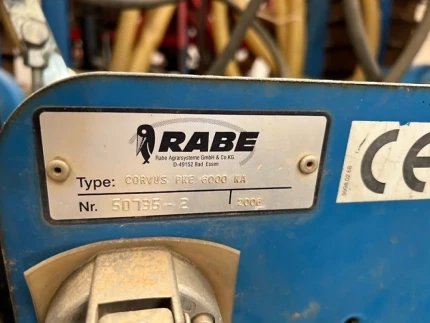 RABE
Rabe Agrarsysteme GmbH & Co.KG.
D-49152 Bad Essen
Type: CORVUS PKE 6000 KA
Nr. 50735-2 2006
CE